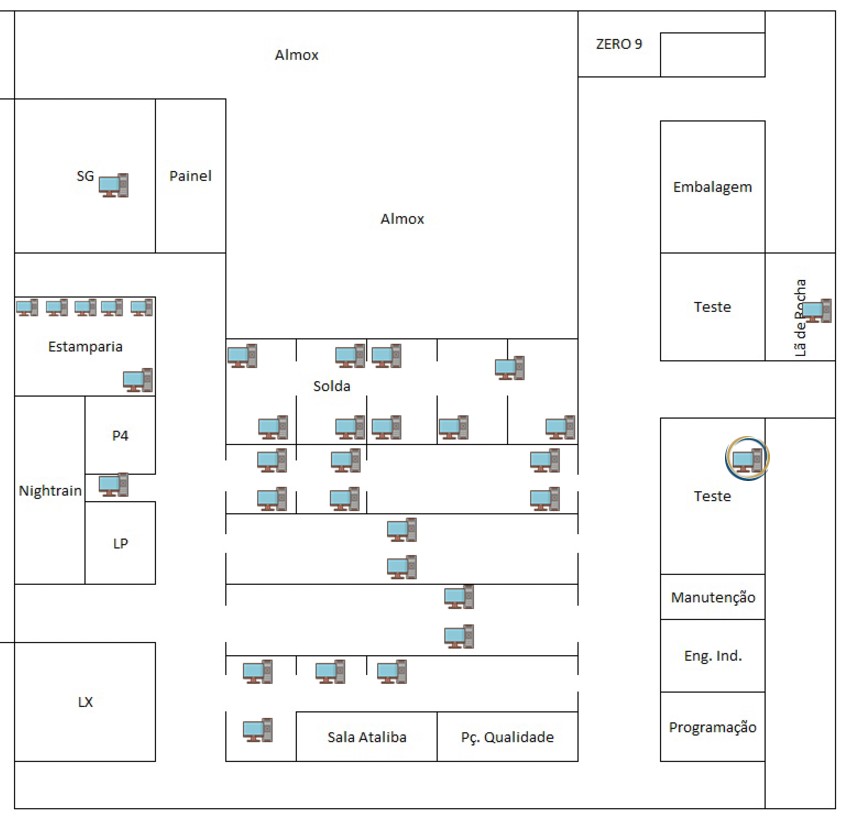 Almox
ZERO 9
SG
Painel
Embalagem
Almox
Teste
Lã de Rocha
Estamparia
Solda
P4
Nightrain
Teste
LP
Manutenção
Eng. Ind.
LX
Sala Ataliba
Pç. Qualidade
Programação